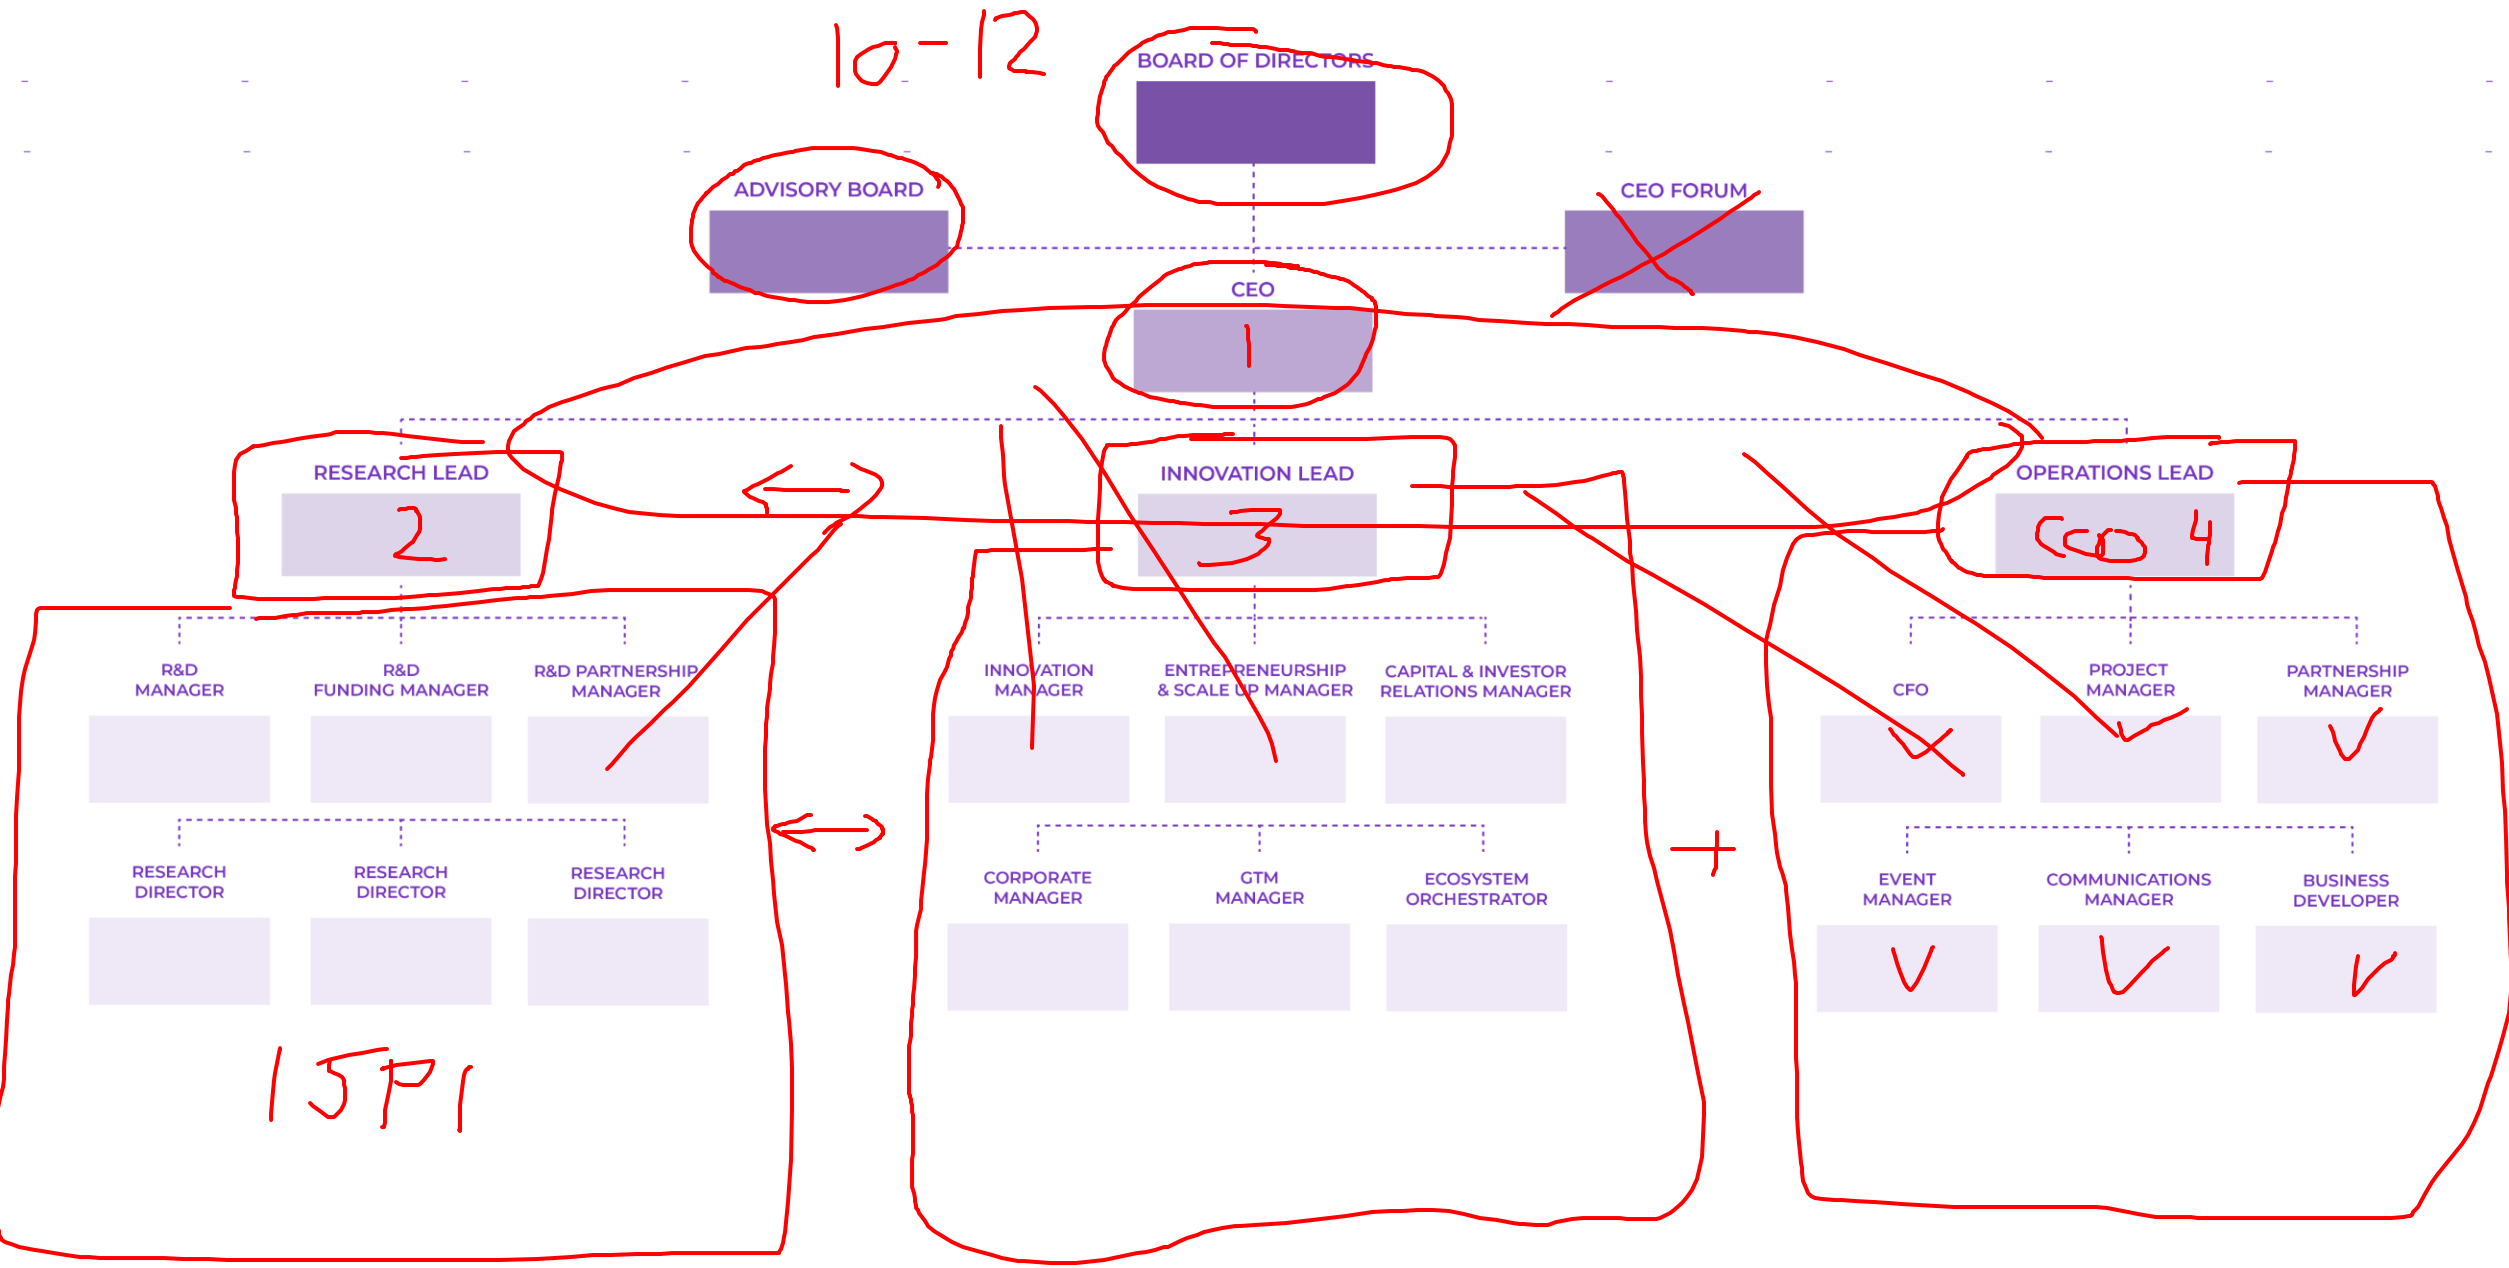 10-12
BOARD OF DIRECTORS
ADVISORY BOARD
CEO FORUM
CEO
1
RESEARCH LEAD
INNOVATION LEAD
OPERATIONS LEAD
2
3
4
R&D MANAGER
R&D FUNDING MANAGER
R&D PARTNERSHIP MANAGER
INNOVATION MANAGER
ENTREPRENEURSHIP & SCALE UP MANAGER
CAPITAL & INVESTOR RELATIONS MANAGER
CFO
PROJECT MANAGER
PARTNERSHIP MANAGER
RESEARCH DIRECTOR
RESEARCH DIRECTOR
RESEARCH DIRECTOR
CORPORATE MANAGER
GTM MANAGER
ECOSYSTEM ORCHESTRATOR
EVENT MANAGER
COMMUNICATIONS MANAGER
BUSINESS DEVELOPER